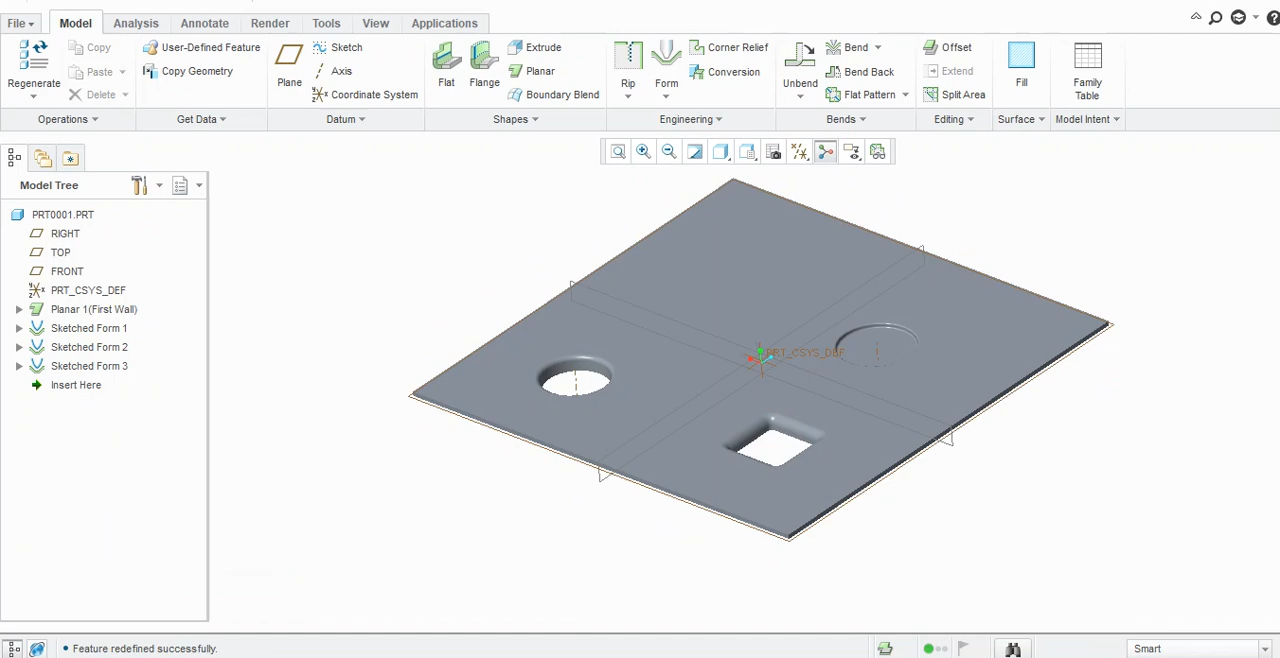 File Model Analysis Annotate Render Tools View Applications
Regenerate
Copy
Paste
Delete
User-Defined Feature
Copy Geometry
Plane
Sketch
Axis
Coordinate System
Flat
Flange
Extrude
Planar
Boundary Blend
Rip
Form
Corner Relief
Conversion
Unbend
Bend
Bend Back
Flat Pattern
Offset
Extend
Split Area
Fill
Family
Table
Operations Get Data Datum Shapes Engineering Bends Editing Surface Model Intent
Model Tree
PRT0001.PRT
RIGHT
TOP
FRONT
PRT_CSYS_DEF
Planar 1(First Wall)
Sketched Form 1
Sketched Form 2
Sketched Form 3
Insert Here
PRT_CSYS_DEF
Feature redefined successfully.
Smart